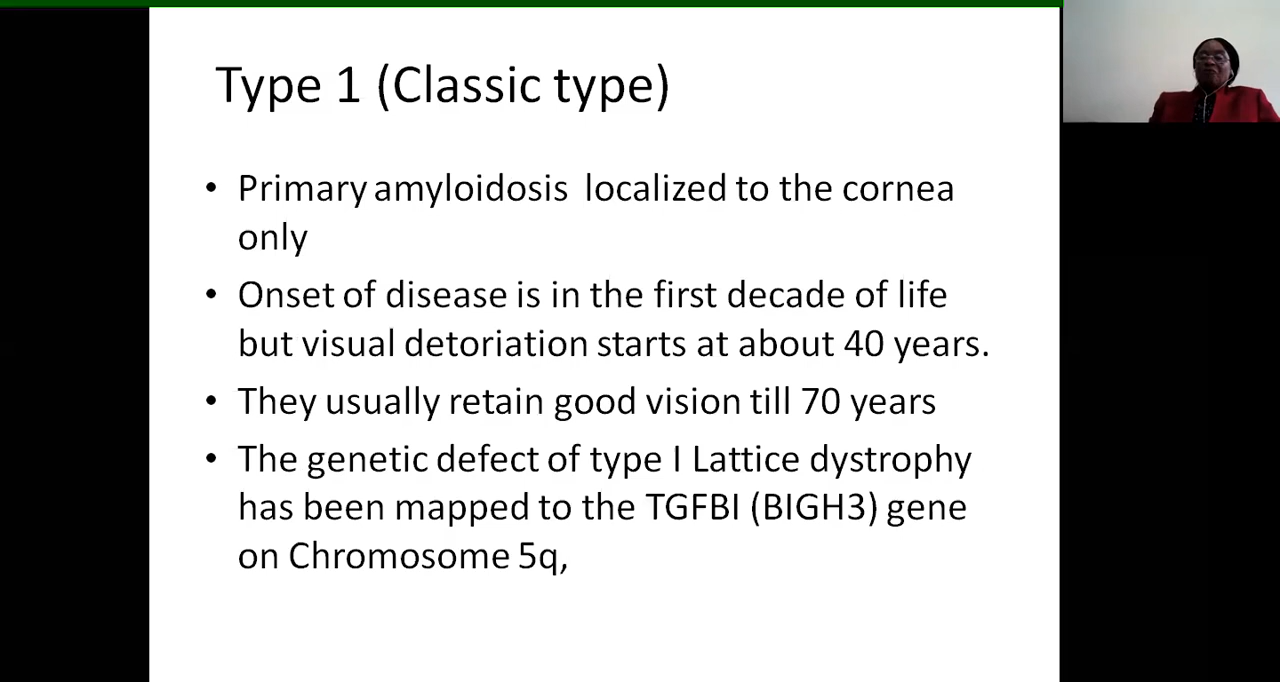 Type 1 (Classic type)
• Primary amyloidosis localized to the cornea
only
• Onset of disease is in the first decade of life
but visual detoriation starts at about 40 years.
• They usually retain good vision till 70 years
• The genetic defect of type I Lattice dystrophy
has been mapped to the TGFBI (BIGH3) gene
on Chromosome 5q,